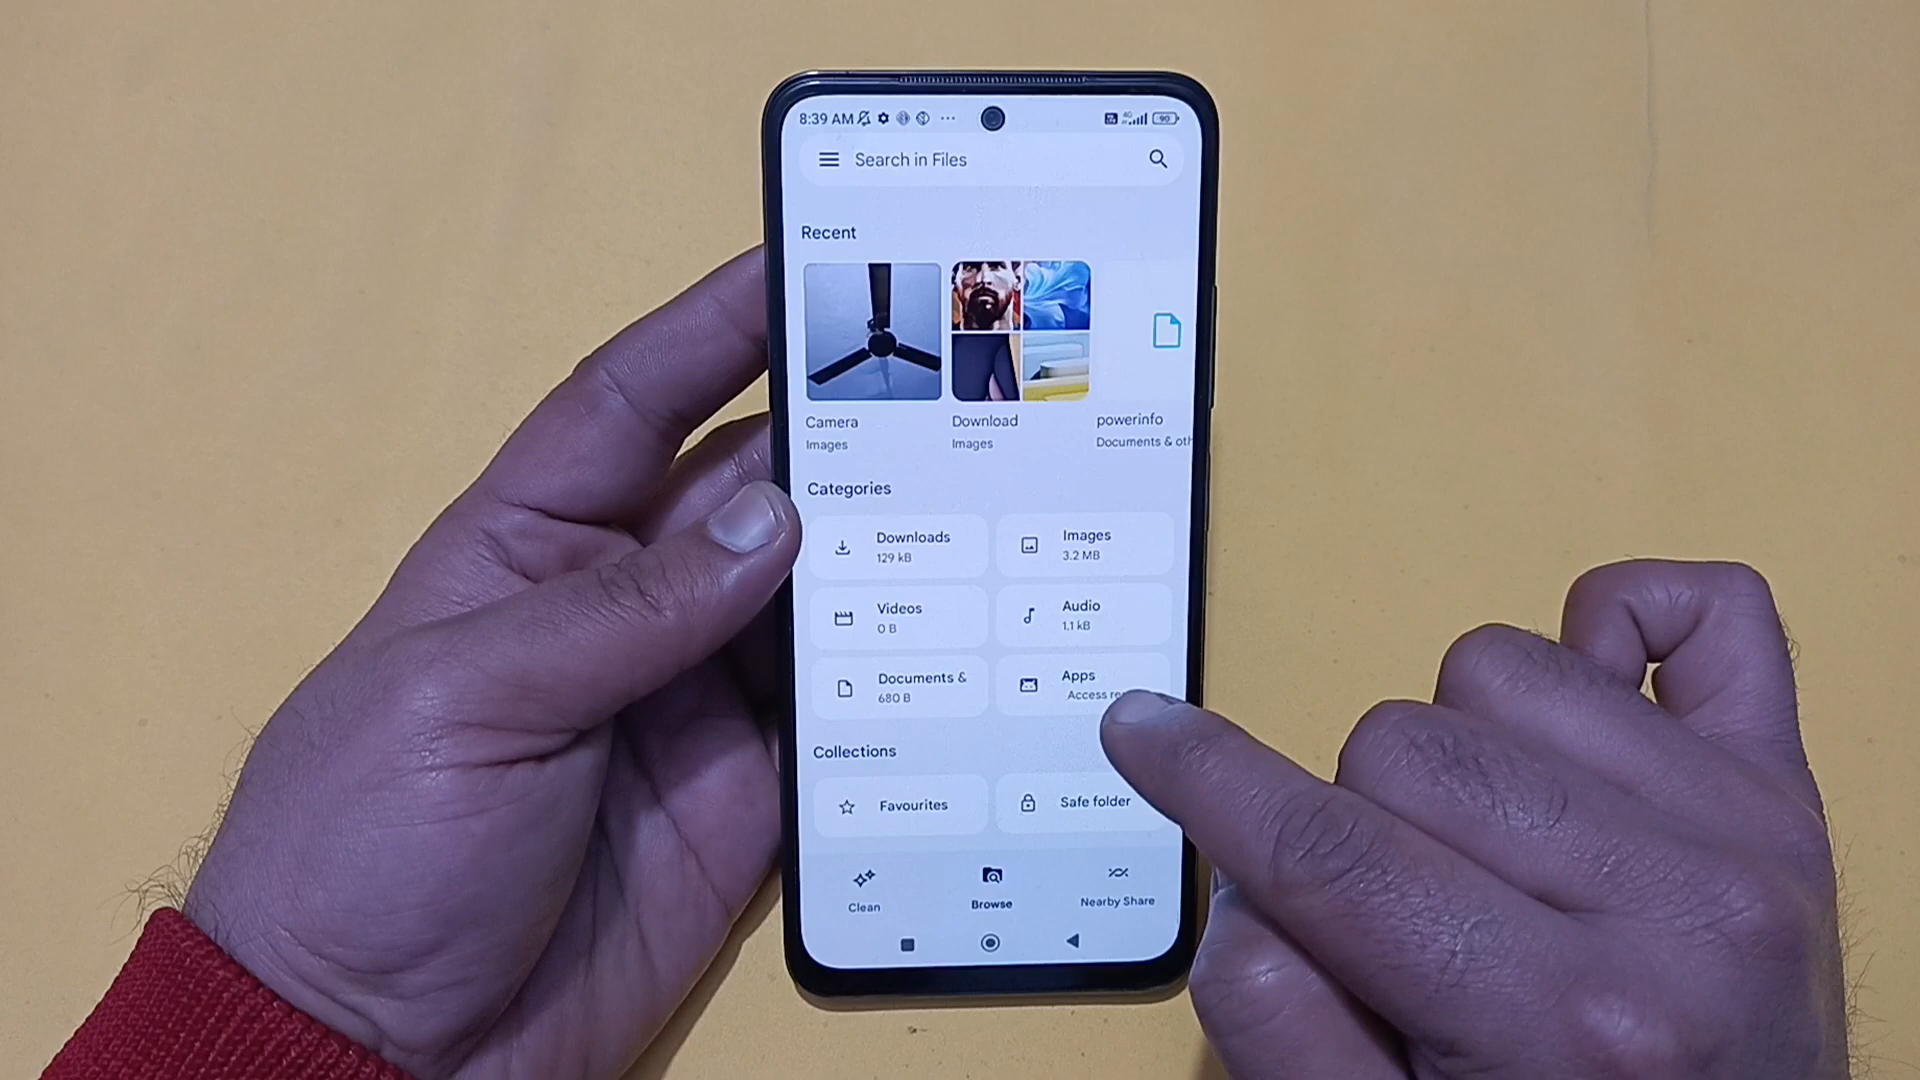 8:39 AM
4G
90
Search in Files
Recent
Camera
Images
Download
Images
powerinfo
Documents &
Categories
Downloads
129 kB
Images
3.2 MB
Videos
0 B
Audio
1.1 kB
Documents &
680 B
Apps
Access
Collections
Favourites
Safe folder
Clean
Browse
Nearby Share